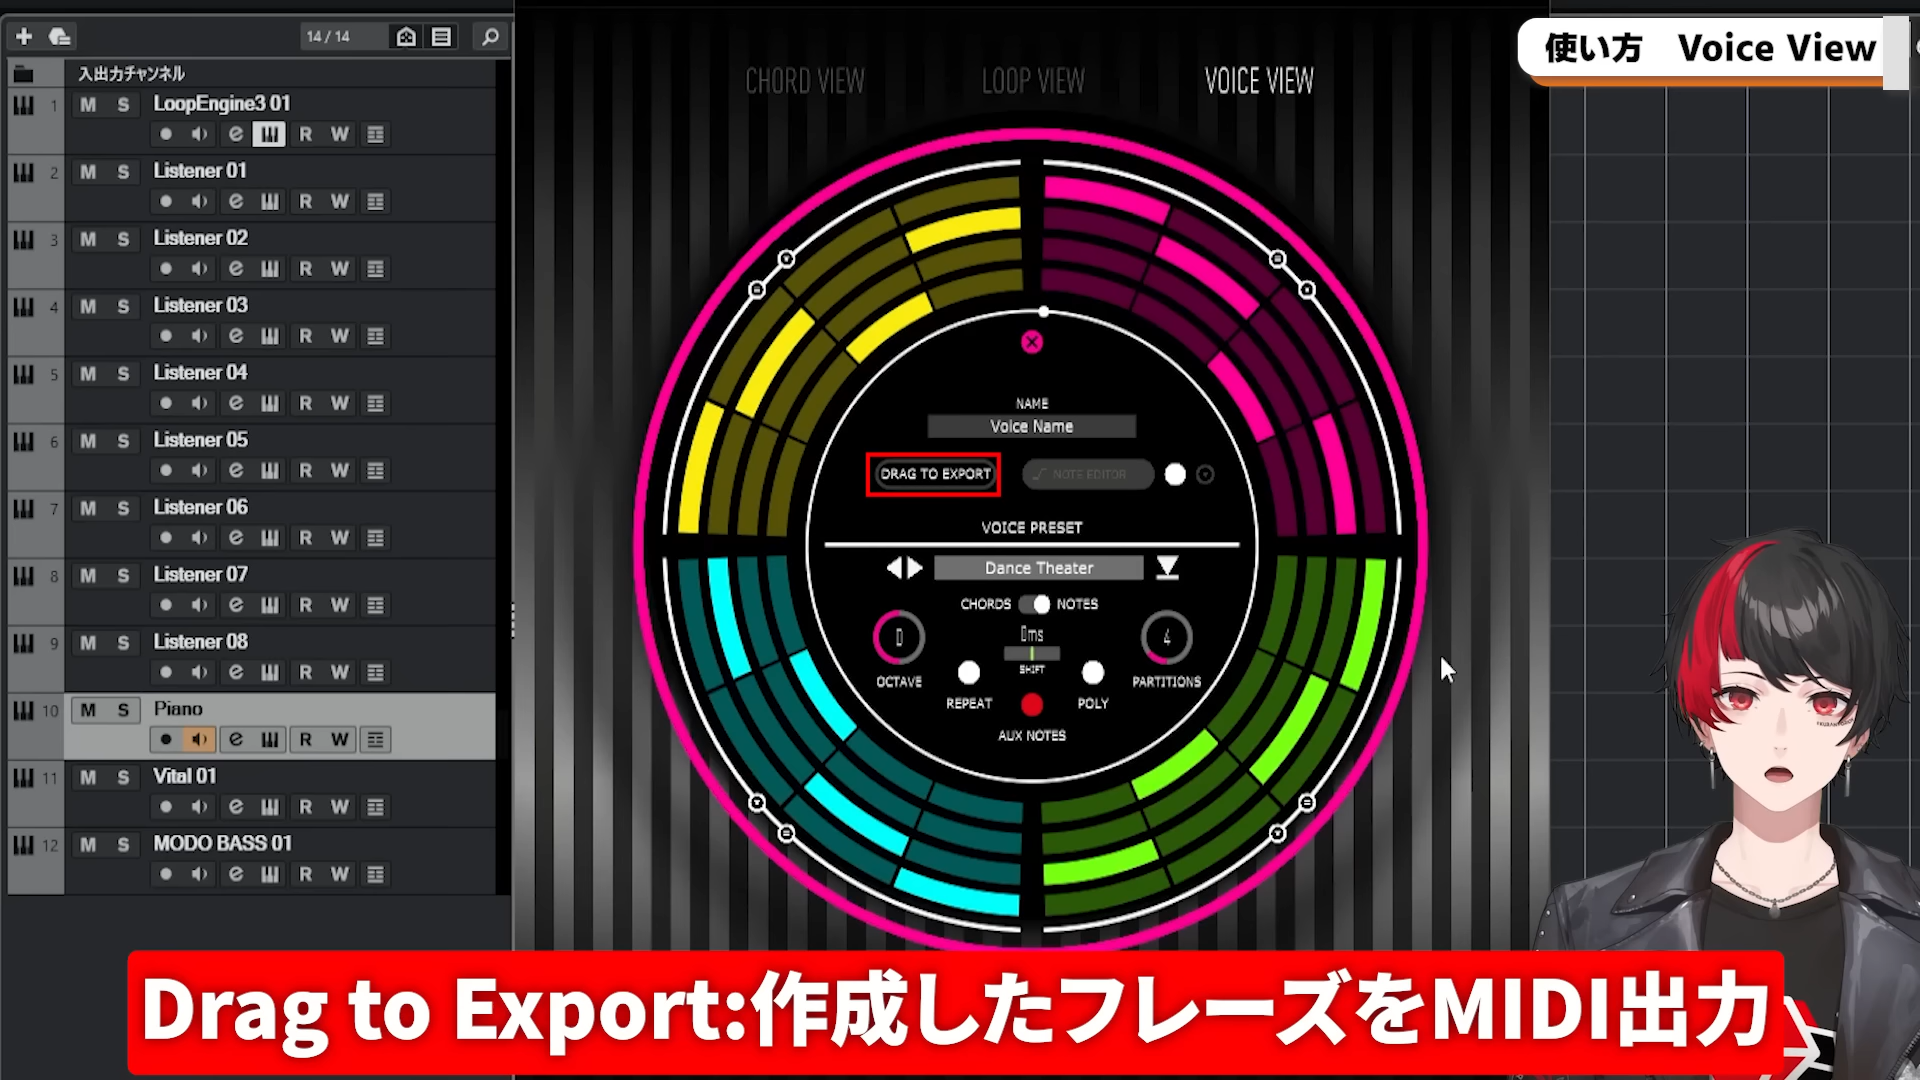 14 / 14
入出力チャンネル
1 M S LoopEngine3 01
e R W
2 M S Listener 01
e R W
3 M S Listener 02
e R W
4 M S Listener 03
e R W
5 M S Listener 04
e R W
6 M S Listener 05
e R W
7 M S Listener 06
e R W
8 M S Listener 07
e R W
9 M S Listener 08
e R W
10 M S Piano
e R W
11 M S Vital 01
e R W
12 M S MODO BASS 01
e R W
CHORD VIEW LOOP VIEW VOICE VIEW
使い方 Voice View
NAME
Voice Name
DRAG TO EXPORT NOTE EDITOR
VOICE PRESET
Dance Theater
CHORDS NOTES
0 0ms 4
SHIFT
OCTAVE PARTITIONS
REPEAT POLY
AUX NOTES
Drag to Export:作成したフレーズをMIDI出力